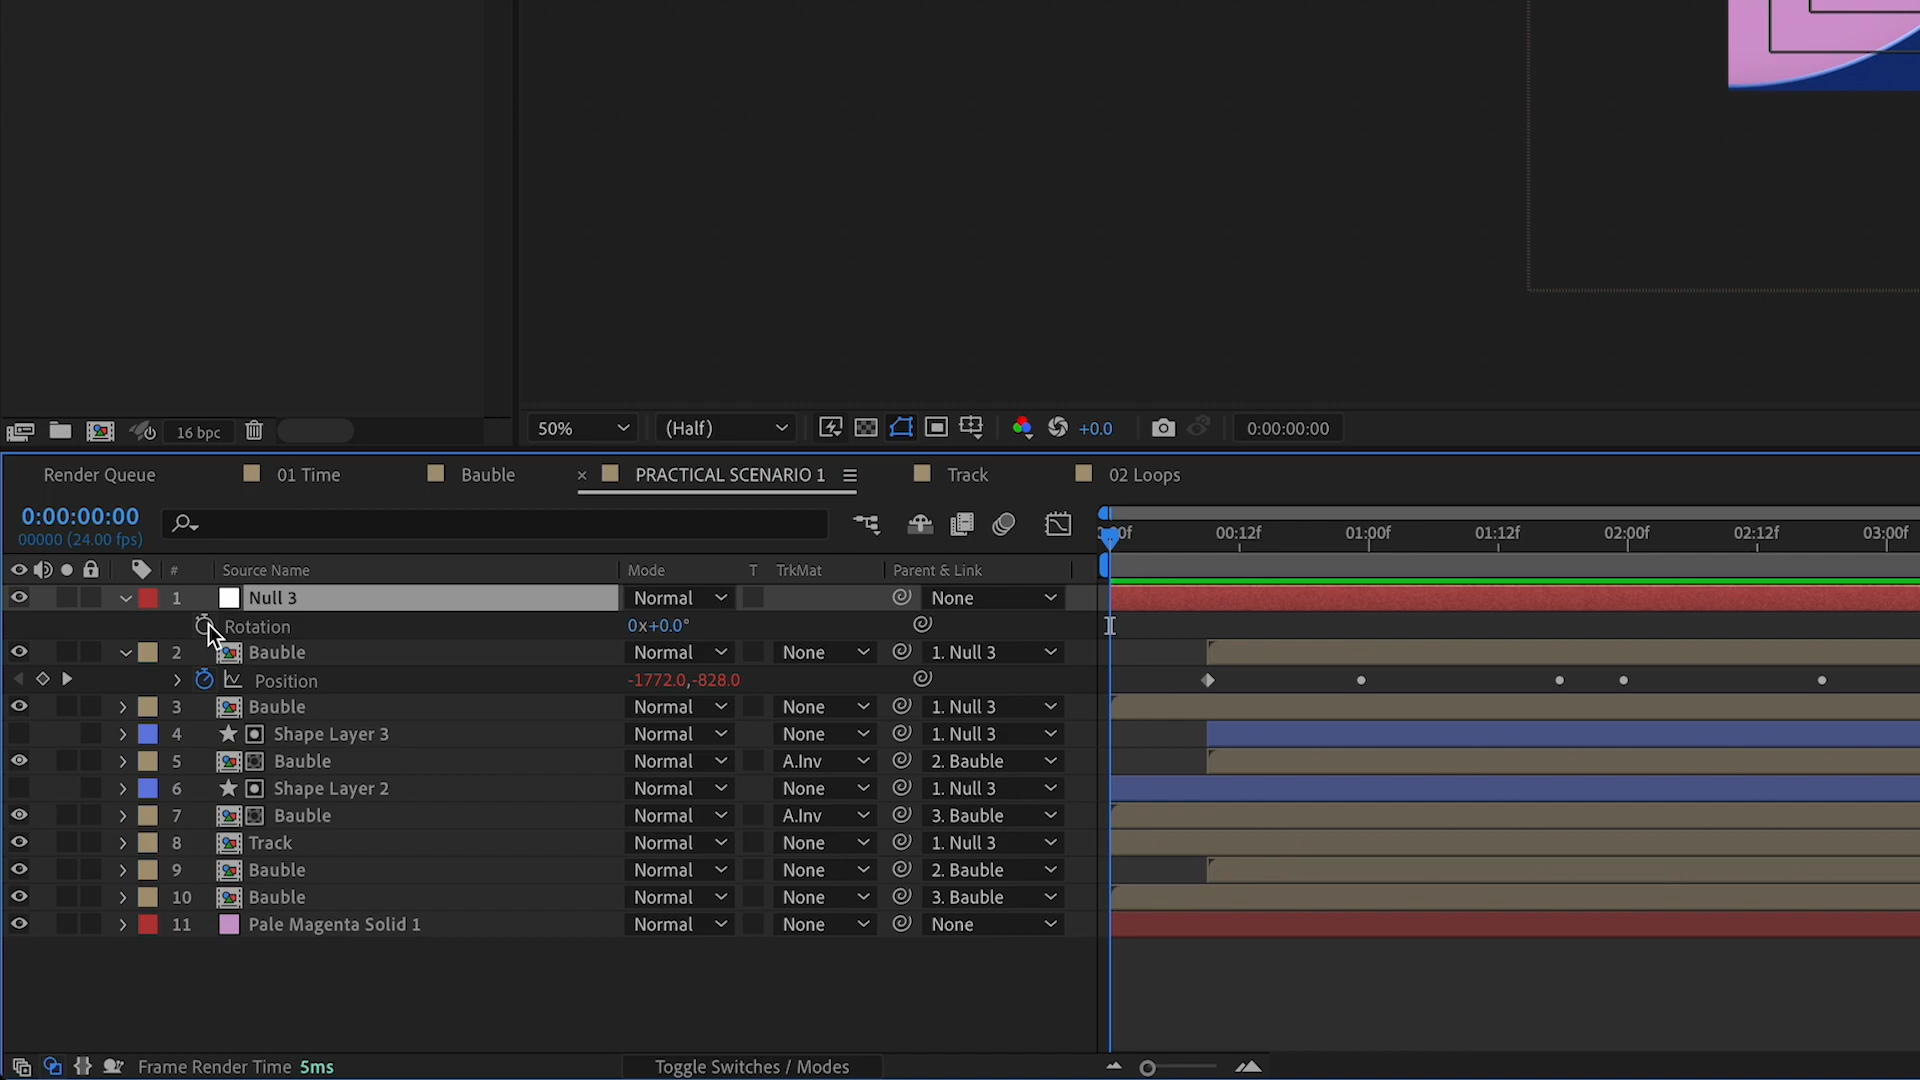 16 bpc
50% (Half) +0.0 0:00:00:00
Render Queue 01 Time Bauble × PRACTICAL SCENARIO 1 Track 02 Loops
0:00:00:00
00000 (24.00 fps)
00:12f 01:00f 01:12f 02:00f 02:12f 03:00f
# Source Name Mode T TrkMat Parent & Link
1 Null 3 Normal None
Rotation 0x+0.0°
2 Bauble Normal None 1. Null 3
Position -1772.0,-828.0
3 Bauble Normal None 1. Null 3
4 Shape Layer 3 Normal None 1. Null 3
5 Bauble Normal A.Inv 2. Bauble
6 Shape Layer 2 Normal None 1. Null 3
7 Bauble Normal A.Inv 3. Bauble
8 Track Normal None 1. Null 3
9 Bauble Normal None 2. Bauble
10 Bauble Normal None 3. Bauble
11 Pale Magenta Solid 1 Normal None None
Frame Render Time 5ms Toggle Switches / Modes